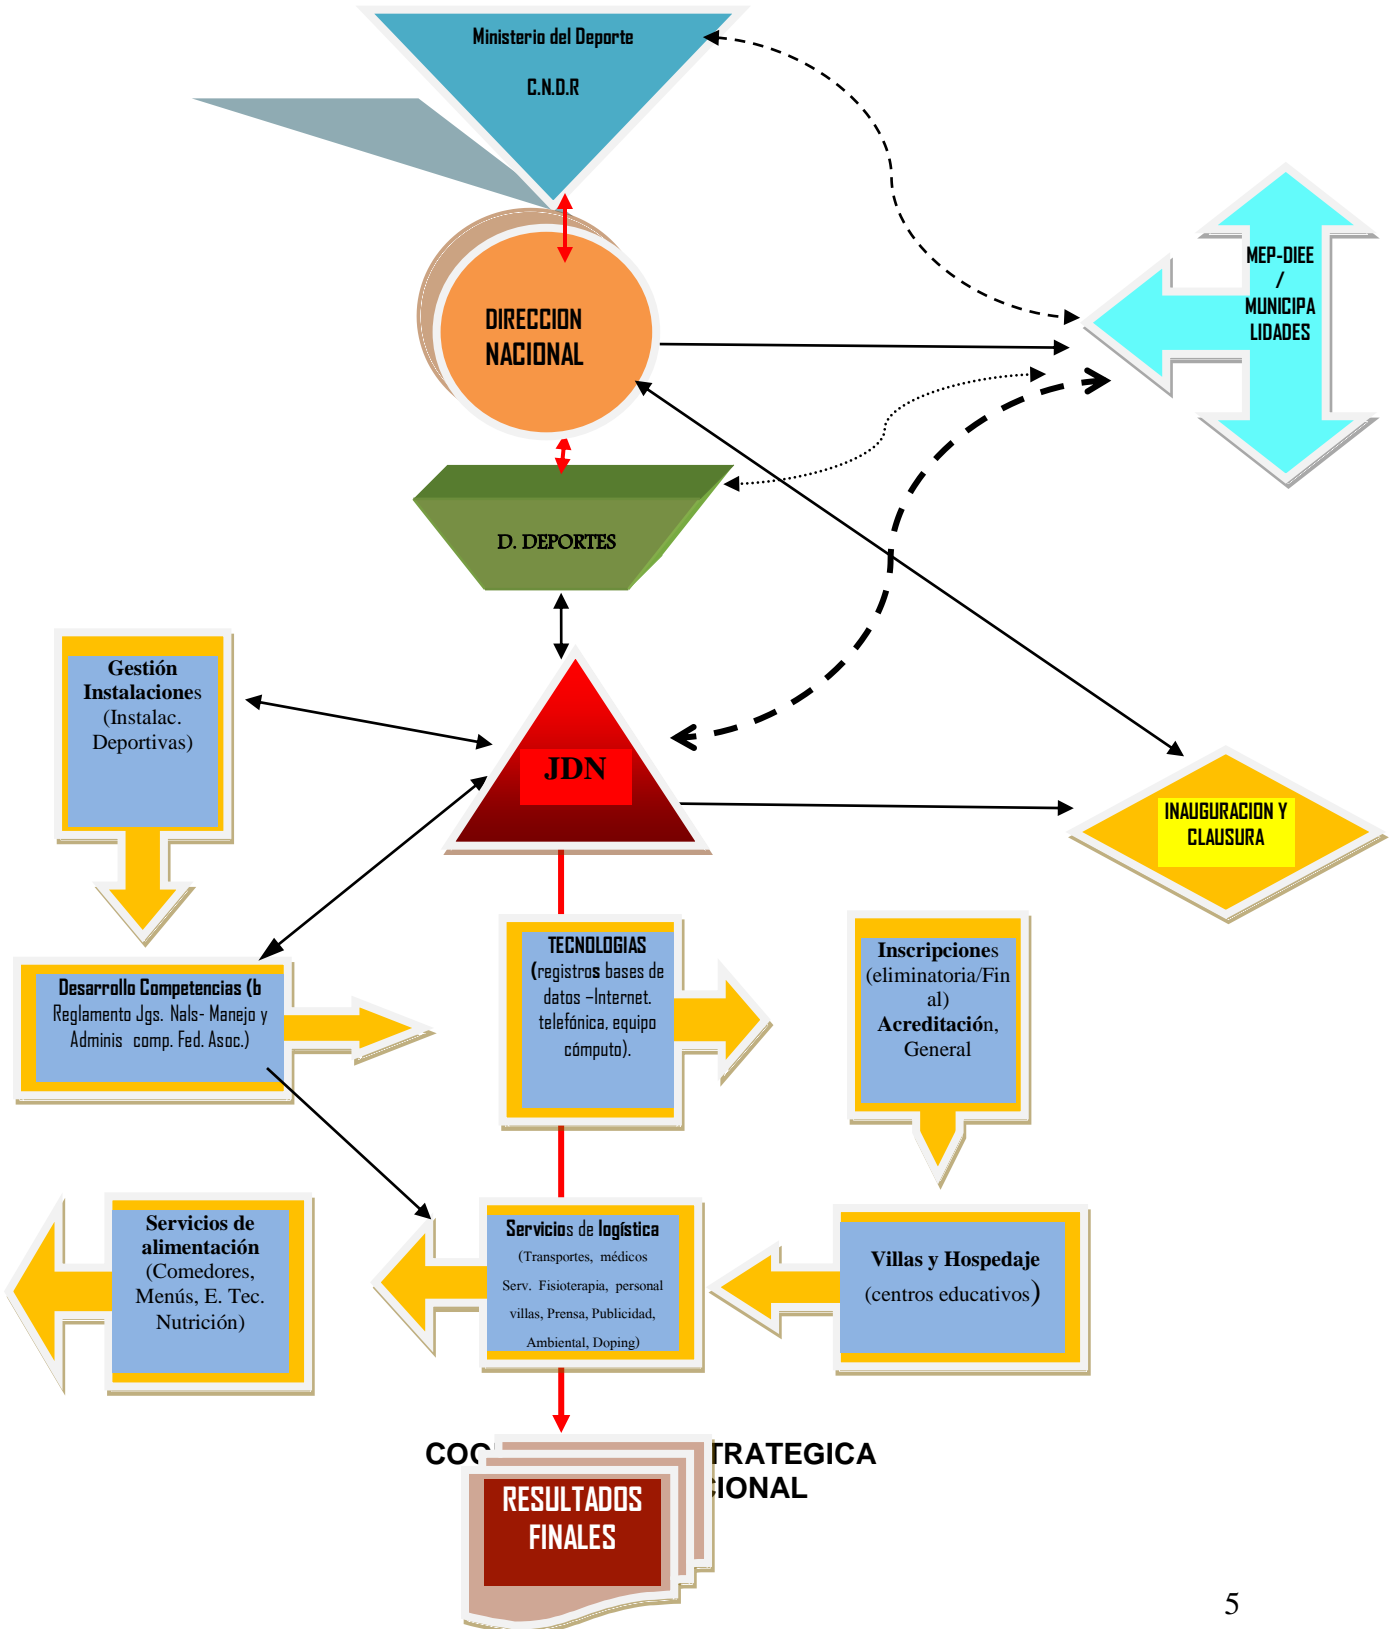 Ministerio del Deporte
C.N.D.R
MEP-DIEE
/
MUNICIPA
LIDADES
DIRECCION
NACIONAL
D. DEPORTES
Gestión
Instalaciones
(Instalac.
Deportivas)
JDN
INAUGURACION Y
CLAUSURA
TECNOLOGIAS
(registros bases de
datos –Internet.
telefónica, equipo
cómputo).
Inscripciones
(eliminatoria/Fin
al)
Acreditación,
General
Desarrollo Competencias (b
Reglamento Jgs. Nals- Manejo y
Adminis comp. Fed. Asoc.)
Servicios de
alimentación
(Comedores,
Menús, E. Tec.
Nutrición)
Servicios de logística
(Transportes, médicos
Serv. Fisioterapia, personal
villas, Prensa, Publicidad,
Ambiental, Doping)
Villas y Hospedaje
(centros educativos)
RESULTADOS
FINALES
5